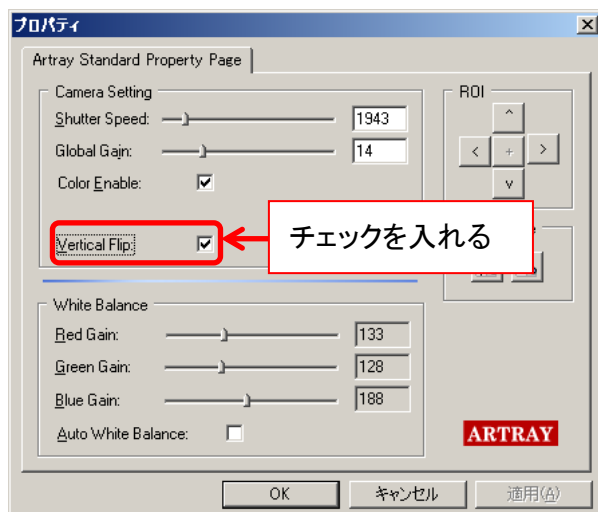 プロパティ
Artray Standard Property Page
Camera Setting
Shutter Speed: 1943
Global Gain: 14
Color Enable:
Vertical Flip:
チェックを入れる
ROI
^
< + >
v
White Balance
Red Gain: 133
Green Gain: 128
Blue Gain: 188
Auto White Balance:
ARTRAY
OK キャンセル 適用(A)